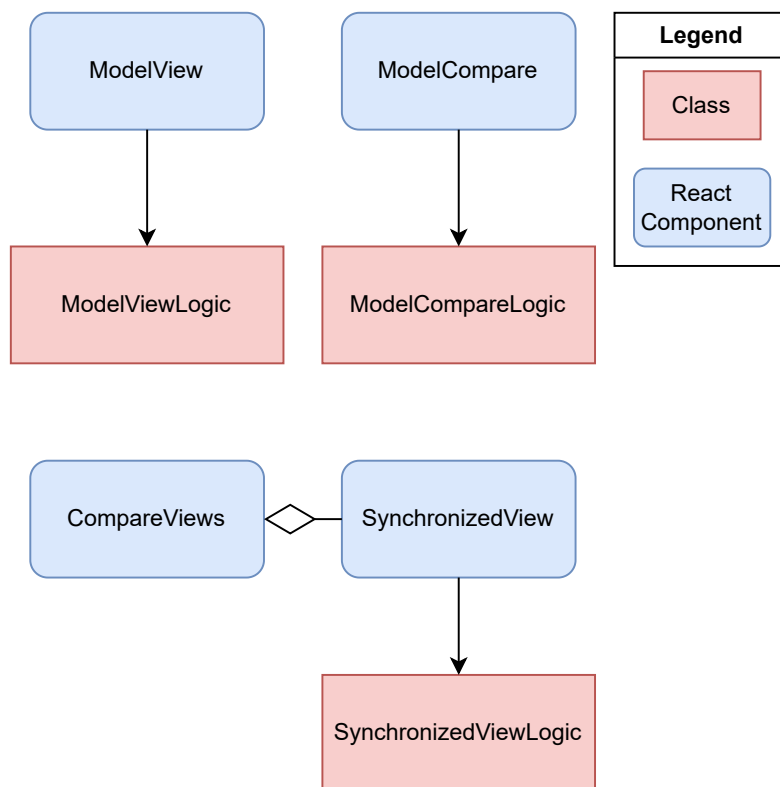 ModelView
ModelCompare
Legend
Class
React
Component
ModelViewLogic
ModelCompareLogic
CompareViews
SynchronizedView
SynchronizedViewLogic